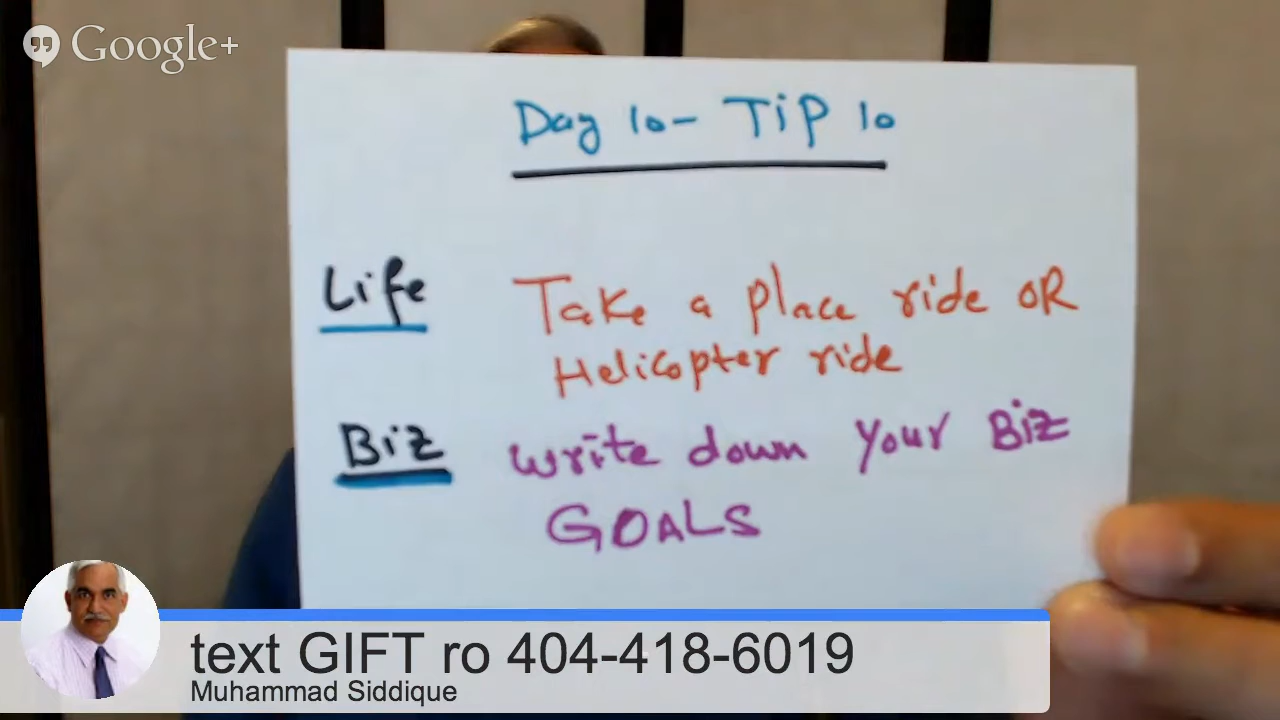 Google+
Day 10- TiP 10
Life
Take a place ride OR
Helicopter ride
Biz
write down your Biz
GOALS
text GIFT ro 404-418-6019
Muhammad Siddique